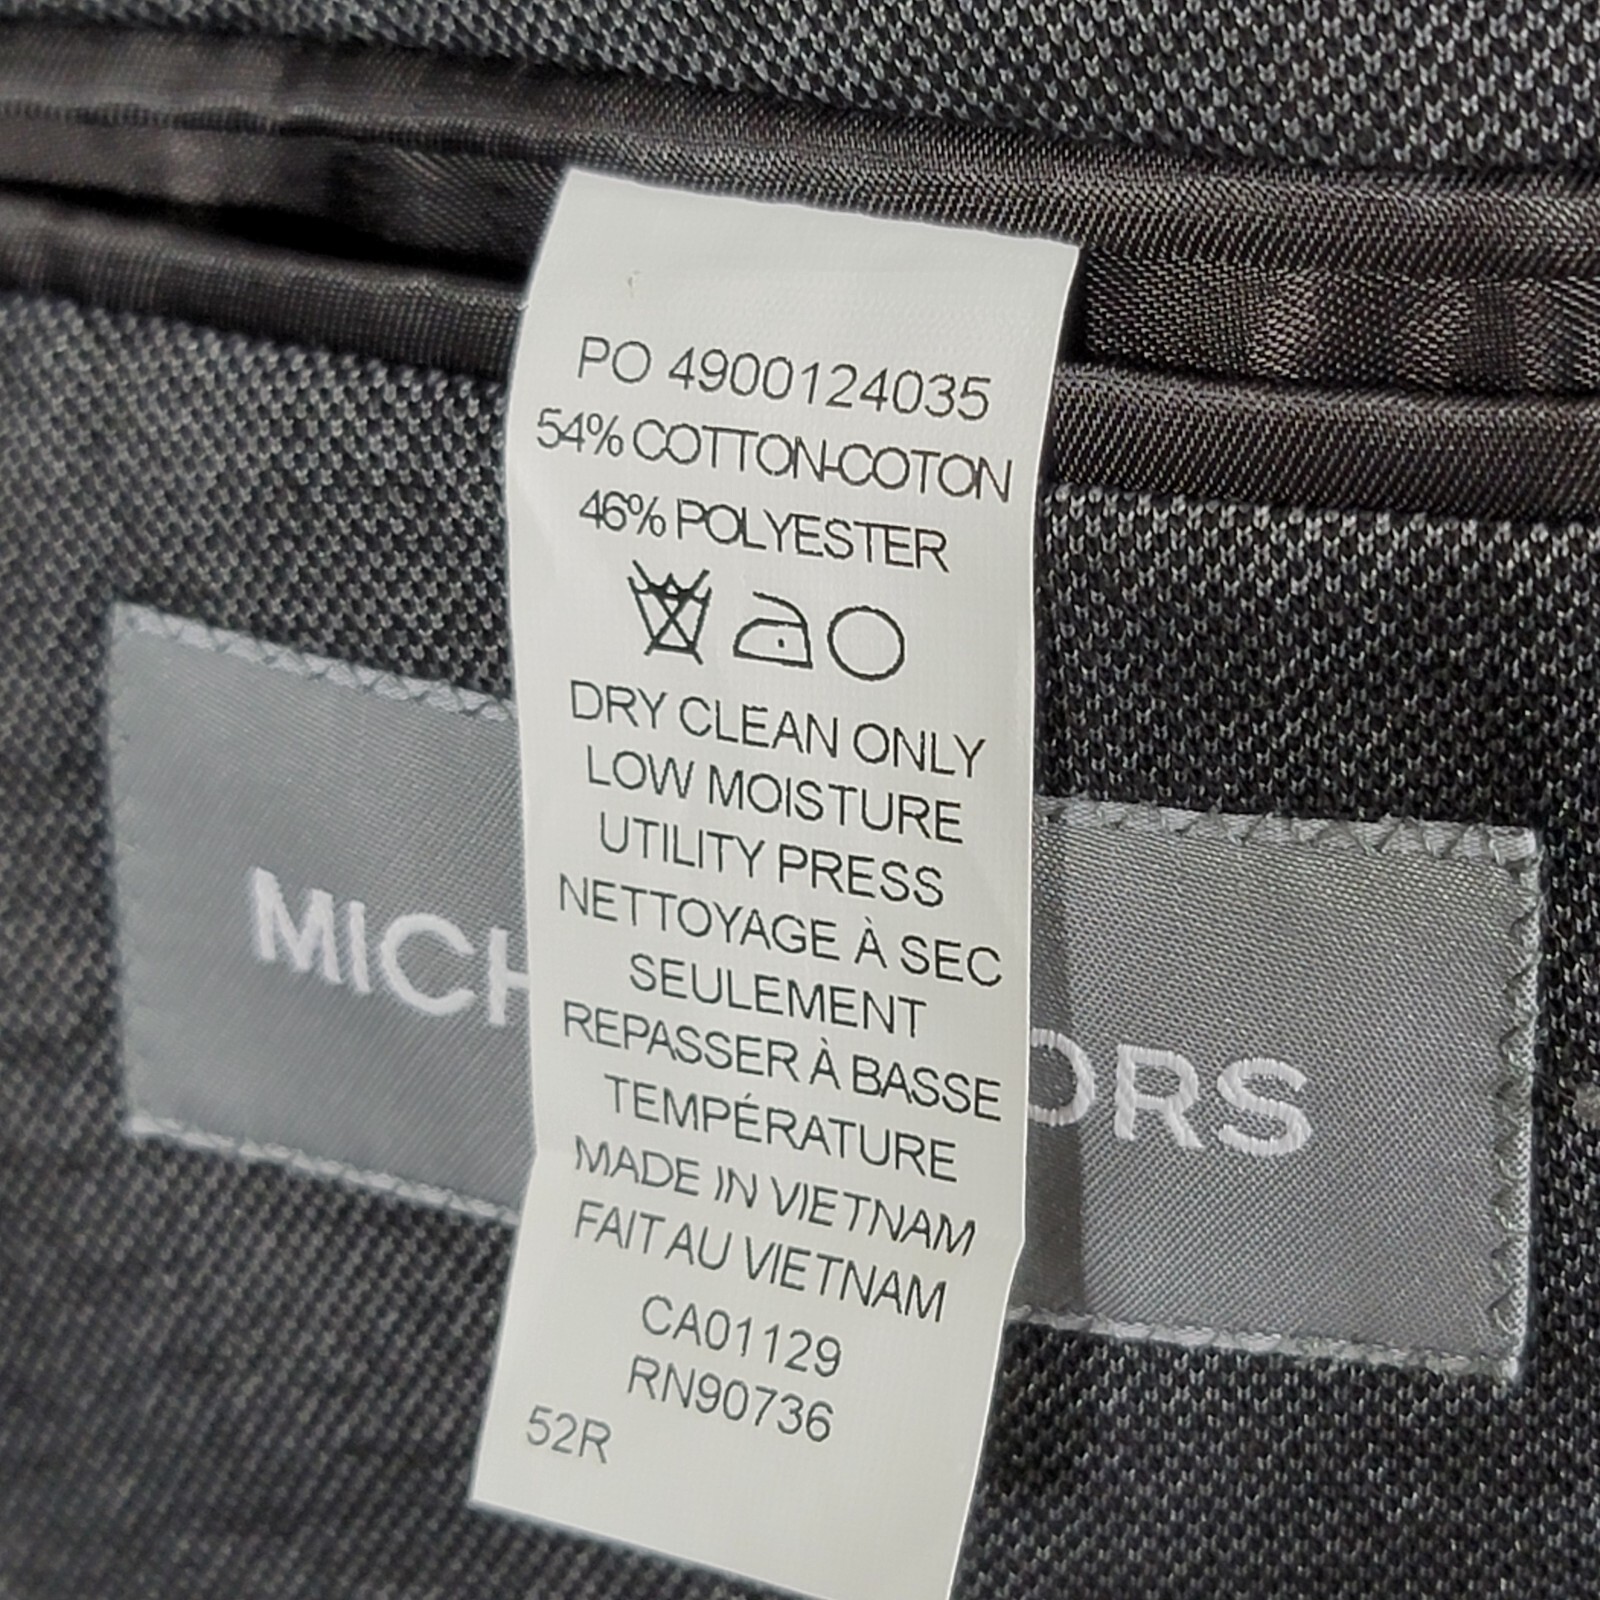 PO 4900124035
54% COTTON-COTON
46% POLYESTER
DRY CLEAN ONLY
LOW MOISTURE
UTILITY PRESS
NETTOYAGE À SEC
SEULEMENT
REPASSER À BASSE
TEMPÉRATURE
MADE IN VIETNAM
FAIT AU VIETNAM
CA01129
RN90736
52R
MICH ORS